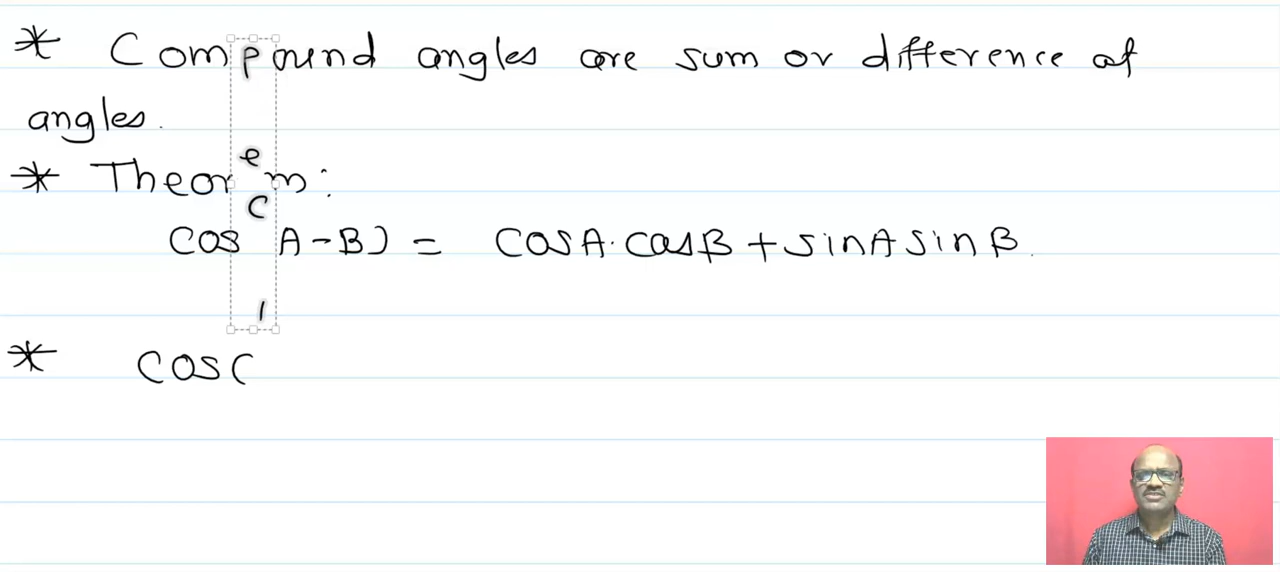 * Compound angles are sum or difference of
angles.
* Theorem:
cos(A-B) = cosA·cosB + sinA sinB.
* cos(